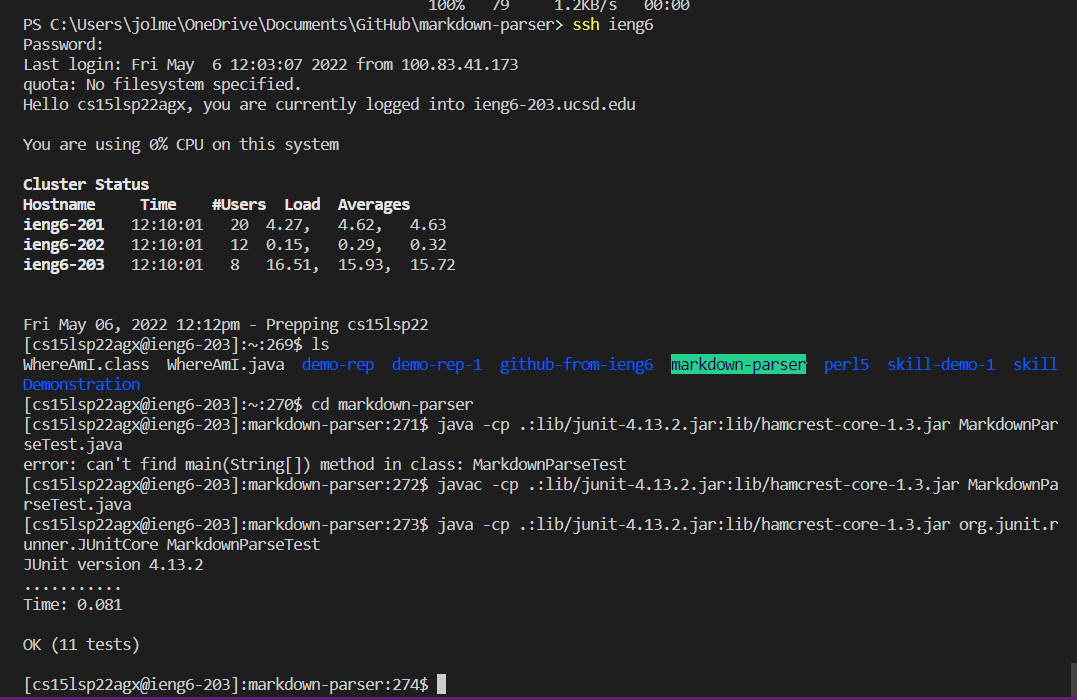 100% 79 1.2KB/s 00:00
PS C:\Users\jolme\OneDrive\Documents\GitHub\markdown-parser> ssh ieng6
Password:
Last login: Fri May  6 12:03:07 2022 from 100.83.41.173
quota: No filesystem specified.
Hello cs15lsp22agx, you are currently logged into ieng6-203.ucsd.edu
You are using 0% CPU on this system
Cluster Status
Hostname     Time    #Users  Load  Averages
ieng6-201   12:10:01   20  4.27,   4.62,   4.63
ieng6-202   12:10:01   12  0.15,   0.29,   0.32
ieng6-203   12:10:01   8   16.51,  15.93,  15.72
Fri May 06, 2022 12:12pm - Prepping cs15lsp22
[cs15lsp22agx@ieng6-203]:~:269$ ls
WhereAmI.class  WhereAmI.java  demo-rep  demo-rep-1  github-from-ieng6  markdown-parser  perl5  skill-demo-1  skill
Demonstration
[cs15lsp22agx@ieng6-203]:~:270$ cd markdown-parser
[cs15lsp22agx@ieng6-203]:markdown-parser:271$ java -cp .:lib/junit-4.13.2.jar:lib/hamcrest-core-1.3.jar MarkdownPar
seTest.java
error: can't find main(String[]) method in class: MarkdownParseTest
[cs15lsp22agx@ieng6-203]:markdown-parser:272$ javac -cp .:lib/junit-4.13.2.jar:lib/hamcrest-core-1.3.jar MarkdownPa
rseTest.java
[cs15lsp22agx@ieng6-203]:markdown-parser:273$ java -cp .:lib/junit-4.13.2.jar:lib/hamcrest-core-1.3.jar org.junit.r
unner.JUnitCore MarkdownParseTest
JUnit version 4.13.2
...........
Time: 0.081
OK (11 tests)
[cs15lsp22agx@ieng6-203]:markdown-parser:274$